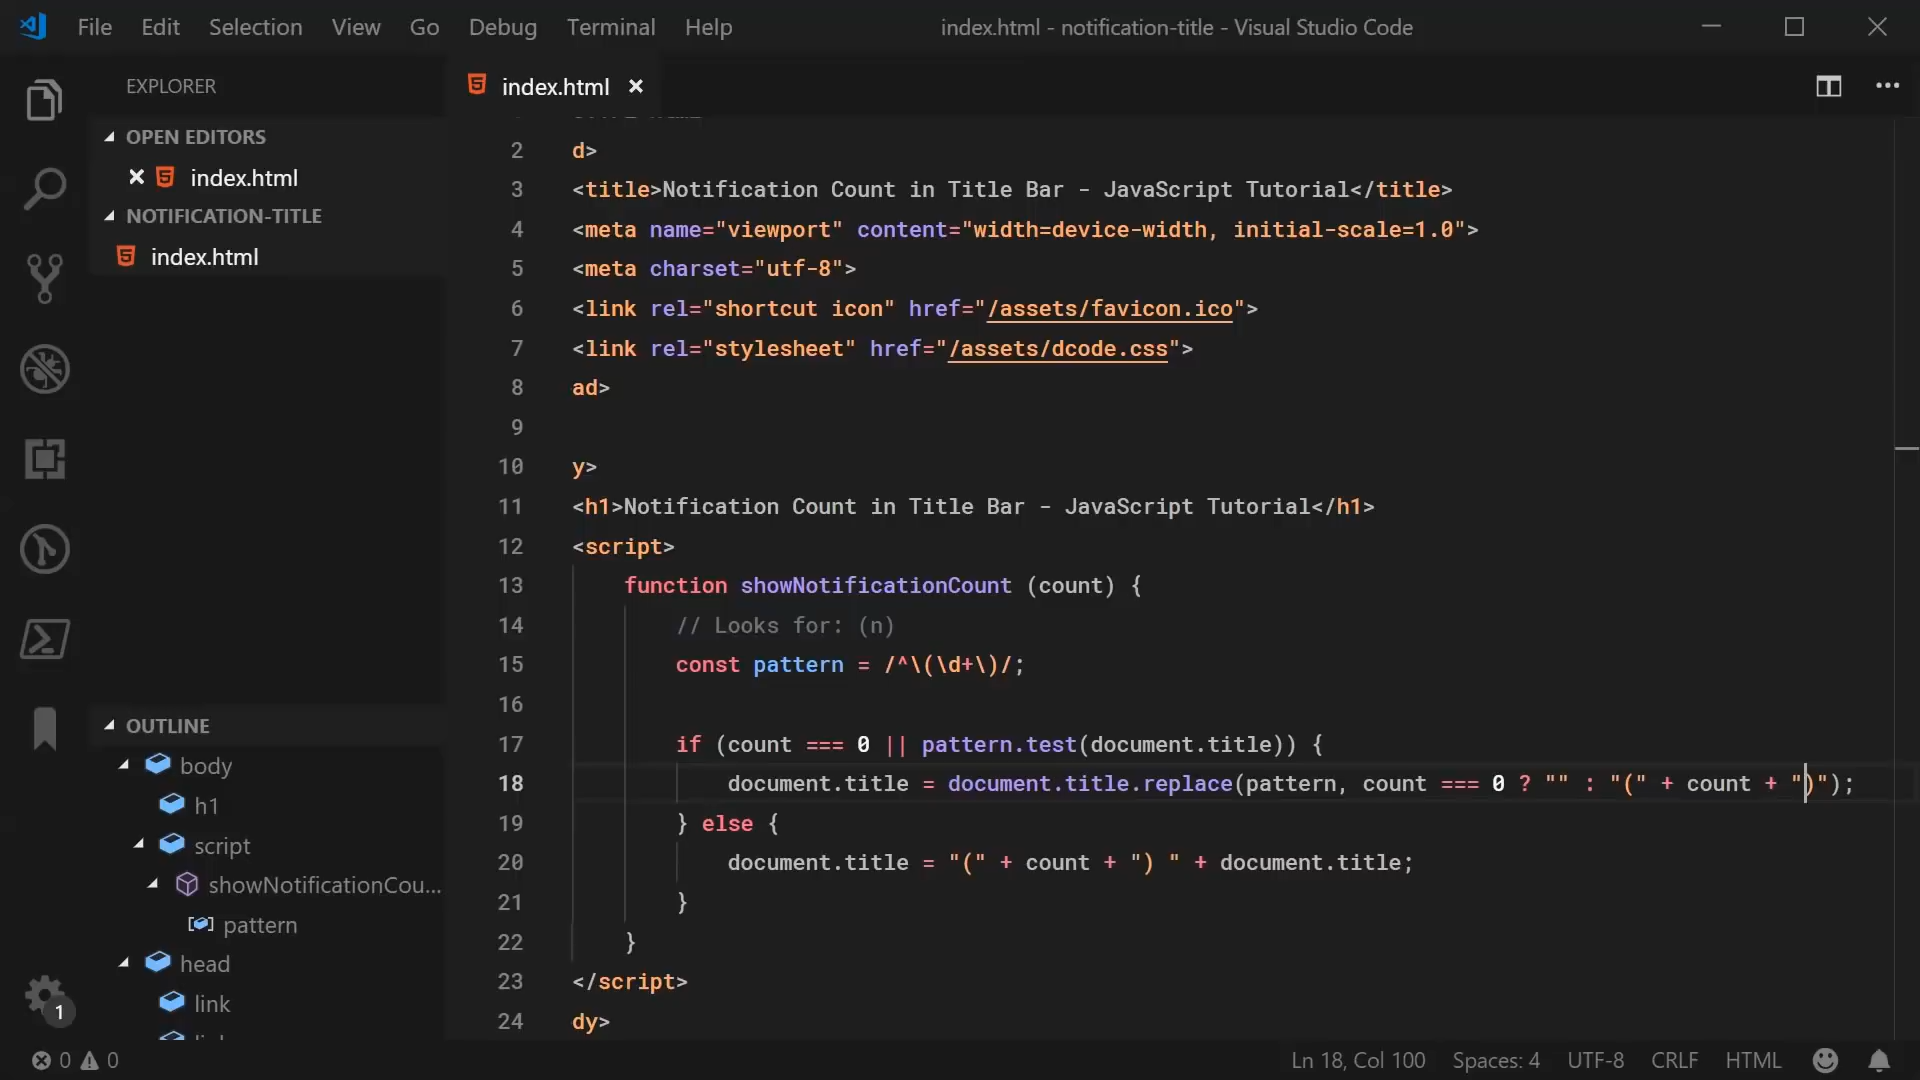 File Edit Selection View Go Debug Terminal Help
index.html - notification-title - Visual Studio Code
EXPLORER
OPEN EDITORS
index.html
NOTIFICATION-TITLE
index.html
OUTLINE
body
h1
script
showNotificationCou...
pattern
head
link
1
index.html
2 d>
3 <title>Notification Count in Title Bar - JavaScript Tutorial</title>
4 <meta name="viewport" content="width=device-width, initial-scale=1.0">
5 <meta charset="utf-8">
6 <link rel="shortcut icon" href="/assets/favicon.ico">
7 <link rel="stylesheet" href="/assets/dcode.css">
8 ad>
9
10 y>
11 <h1>Notification Count in Title Bar - JavaScript Tutorial</h1>
12 <script>
13 function showNotificationCount (count) {
14 // Looks for: (n)
15 const pattern = /^\(\d+\)/;
16
17 if (count === 0 || pattern.test(document.title)) {
18 document.title = document.title.replace(pattern, count === 0 ? "" : "(" + count + ")");
19 } else {
20 document.title = "(" + count + ") " + document.title;
21 }
22 }
23 </script>
24 dy>
0 0
Ln 18, Col 100 Spaces: 4 UTF-8 CRLF HTML